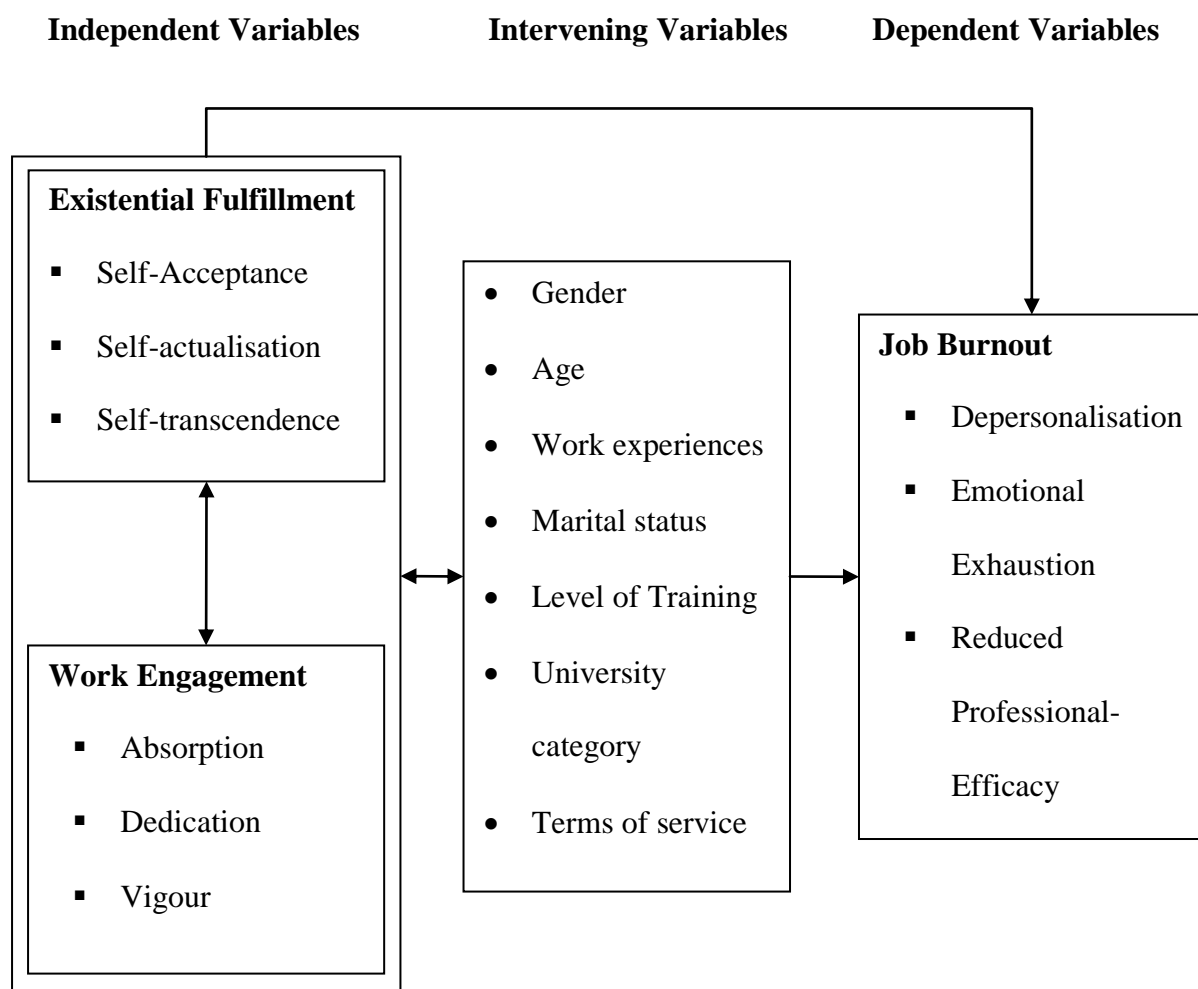 Independent Variables
Intervening Variables
Dependent Variables
Existential Fulfillment
▪ Self-Acceptance
▪ Self-actualisation
▪ Self-transcendence
Work Engagement
▪ Absorption
▪ Dedication
▪ Vigour
• Gender
• Age
• Work experiences
• Marital status
• Level of Training
• University
category
• Terms of service
Job Burnout
▪ Depersonalisation
▪ Emotional
Exhaustion
▪ Reduced
Professional-
Efficacy